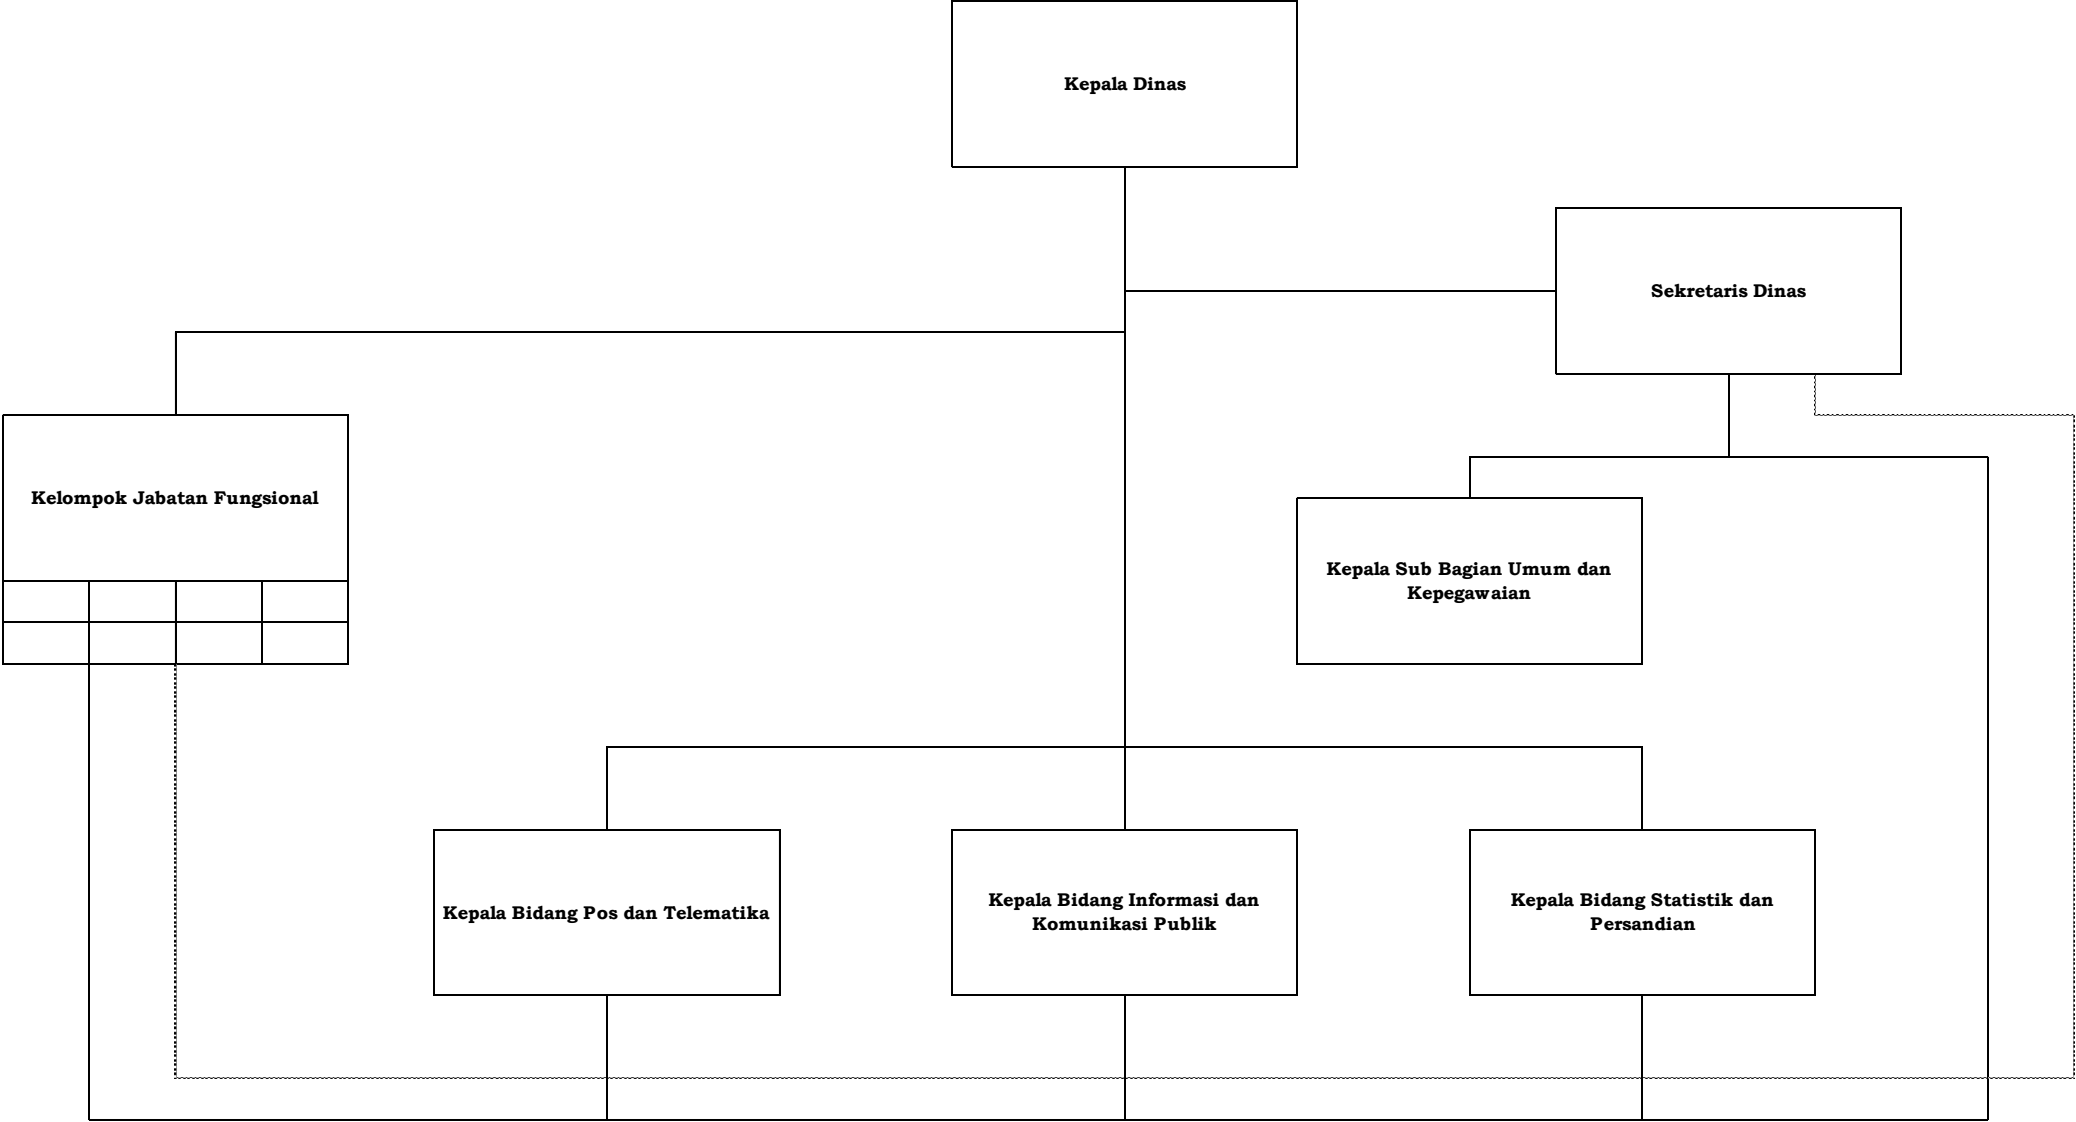 Kepala Dinas
Sekretaris Dinas
Kelompok Jabatan Fungsional
Kepala Sub Bagian Umum dan
Kepegawaian
Kepala Bidang Pos dan Telematika
Kepala Bidang Informasi dan
Komunikasi Publik
Kepala Bidang Statistik dan
Persandian